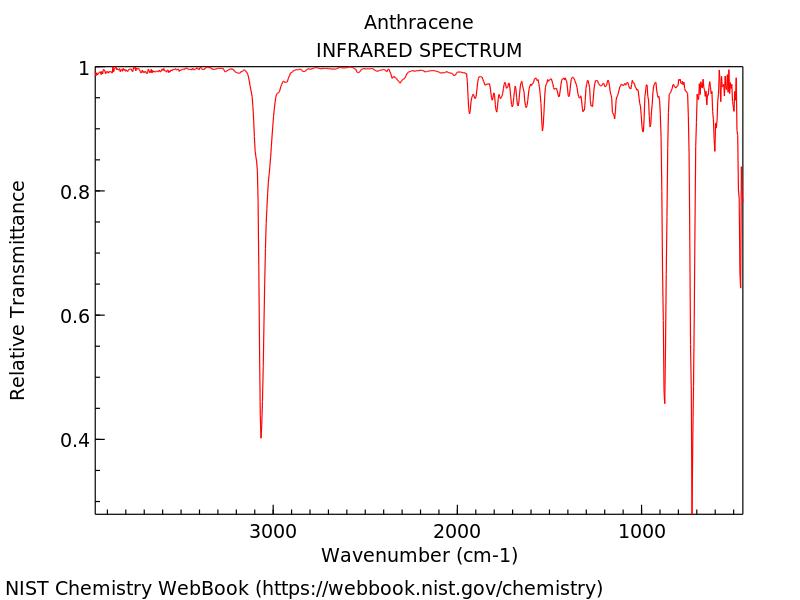 Anthracene
INFRARED SPECTRUM
1
0.8
0.6
0.4
Relative Transmittance
3000 2000 1000
Wavenumber (cm-1)
NIST Chemistry WebBook (https://webbook.nist.gov/chemistry)